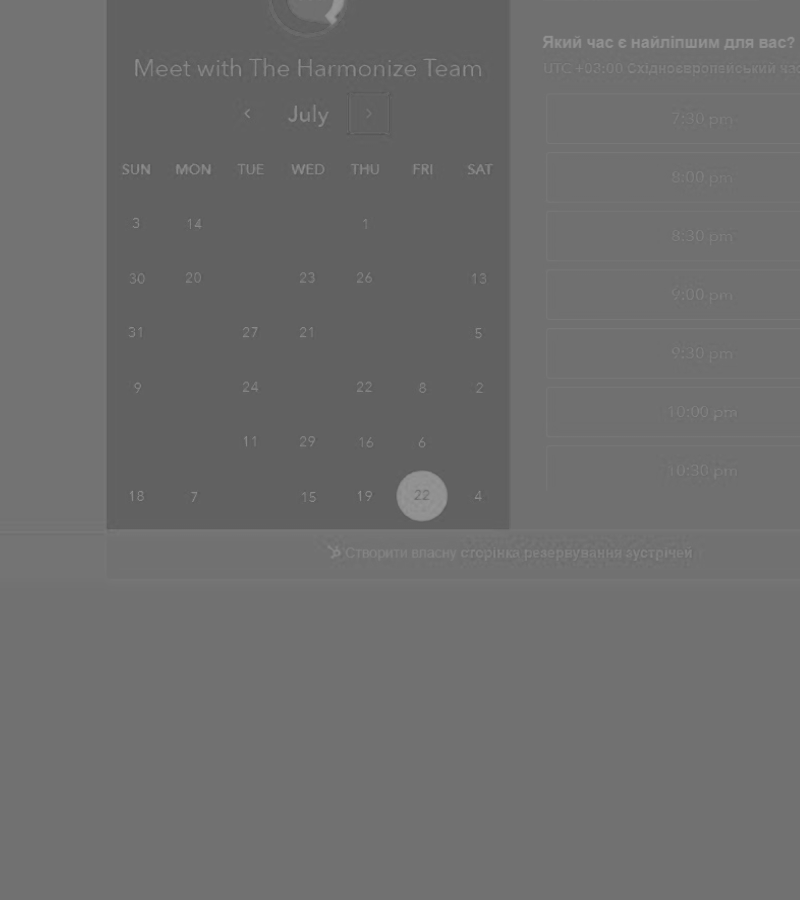 Meet with The Harmonize Team
July
SUN MON TUE WED THU FRI SAT
3 14 1
30 20 23 26 13
31 27 21 5
9 24 22 8 2
11 29 16 6
18 7 15 19 22 4
Який час є найліпшим для вас?
UTC +03:00 Східноєвропейський
7:30 pm
8:00 pm
8:30 pm
9:00 pm
9:30 pm
10:00 pm
10:30 pm
Створити власну сторінка резервування зустрічей